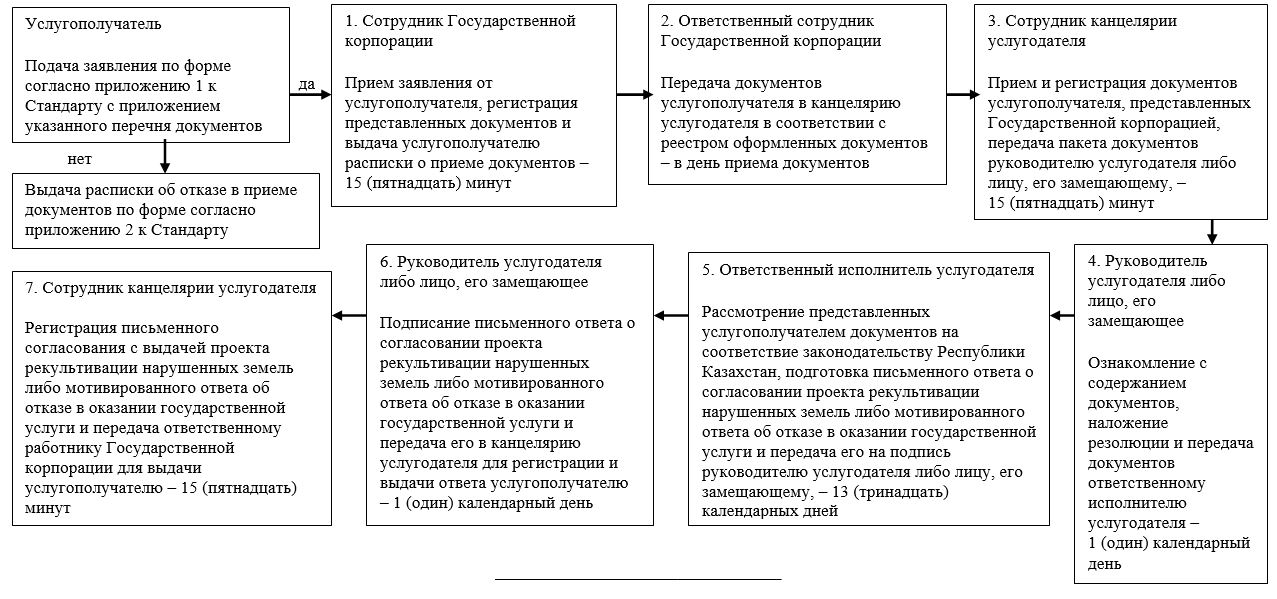 Услугополучатель
Подача заявления по форме
согласно приложению 1 к
Стандарту с приложением
указанного перечня документов
да
нет
Выдача расписки об отказе в приеме
документов по форме согласно
приложению 2 к Стандарту
1. Сотрудник Государственной
корпорации
Прием заявления от
услугополучателя, регистрация
представленных документов и
выдача услугополучателю
расписки о приеме документов –
15 (пятнадцать) минут
2. Ответственный сотрудник
Государственной корпорации
Передача документов
услугополучателя в канцелярию
услугодателя в соответствии с
реестром оформленных документов
– в день приема документов
3. Сотрудник канцелярии
услугодателя
Прием и регистрация документов
услугополучателя, представленных
Государственной корпорацией,
передача пакета документов
руководителю услугодателя либо
лицу, его замещающему, –
15 (пятнадцать) минут
4. Руководитель
услугодателя либо
лицо, его
замещающее
Ознакомление с
содержанием
документов,
наложение
резолюции и передача
документов
ответственному
исполнителю
услугодателя –
1 (один) календарный
день
5. Ответственный исполнитель услугодателя
Рассмотрение представленных
услугополучателем документов на
соответствие законодательству Республики
Казахстан, подготовка письменного ответа о
согласовании проекта рекультивации
нарушенных земель либо мотивированного
ответа об отказе в оказании государственной
услуги и передача его на подпись
руководителю услугодателя либо лицу, его
замещающему, – 13 (тринадцать)
календарных дней
6. Руководитель услугодателя
либо лицо, его замещающее
Подписание письменного ответа о
согласовании проекта
рекультивации нарушенных
земель либо мотивированного
ответа об отказе в оказании
государственной услуги и
передача его в канцелярию
услугодателя для регистрации и
выдачи ответа услугополучателю
– 1 (один) календарный день
7. Сотрудник канцелярии услугодателя
Регистрация письменного
согласования с выдачей проекта
рекультивации нарушенных земель
либо мотивированного ответа об
отказе в оказании государственной
услуги и передача ответственному
работнику Государственной
корпорации для выдачи
услугополучателю – 15 (пятнадцать)
минут